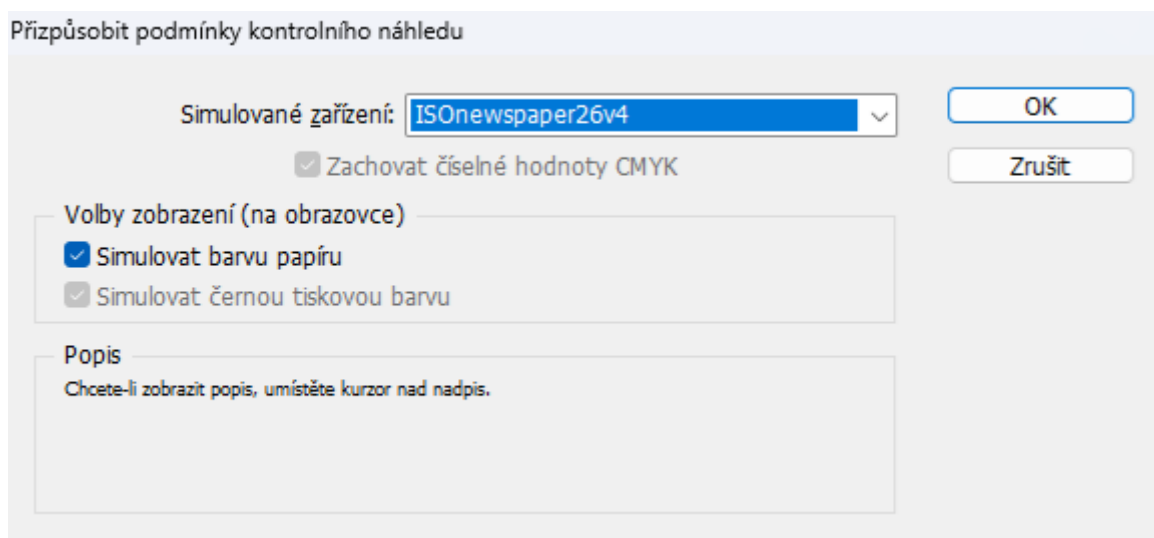 Přizpůsobit podmínky kontrolního náhledu
Simulované zařízení: ISOnewspaper26v4
OK
Zachovat číselné hodnoty CMYK
Zrušit
Volby zobrazení (na obrazovce)
Simulovat barvu papíru
Simulovat černou tiskovou barvu
Popis
Chcete-li zobrazit popis, umístěte kurzor nad nadpis.